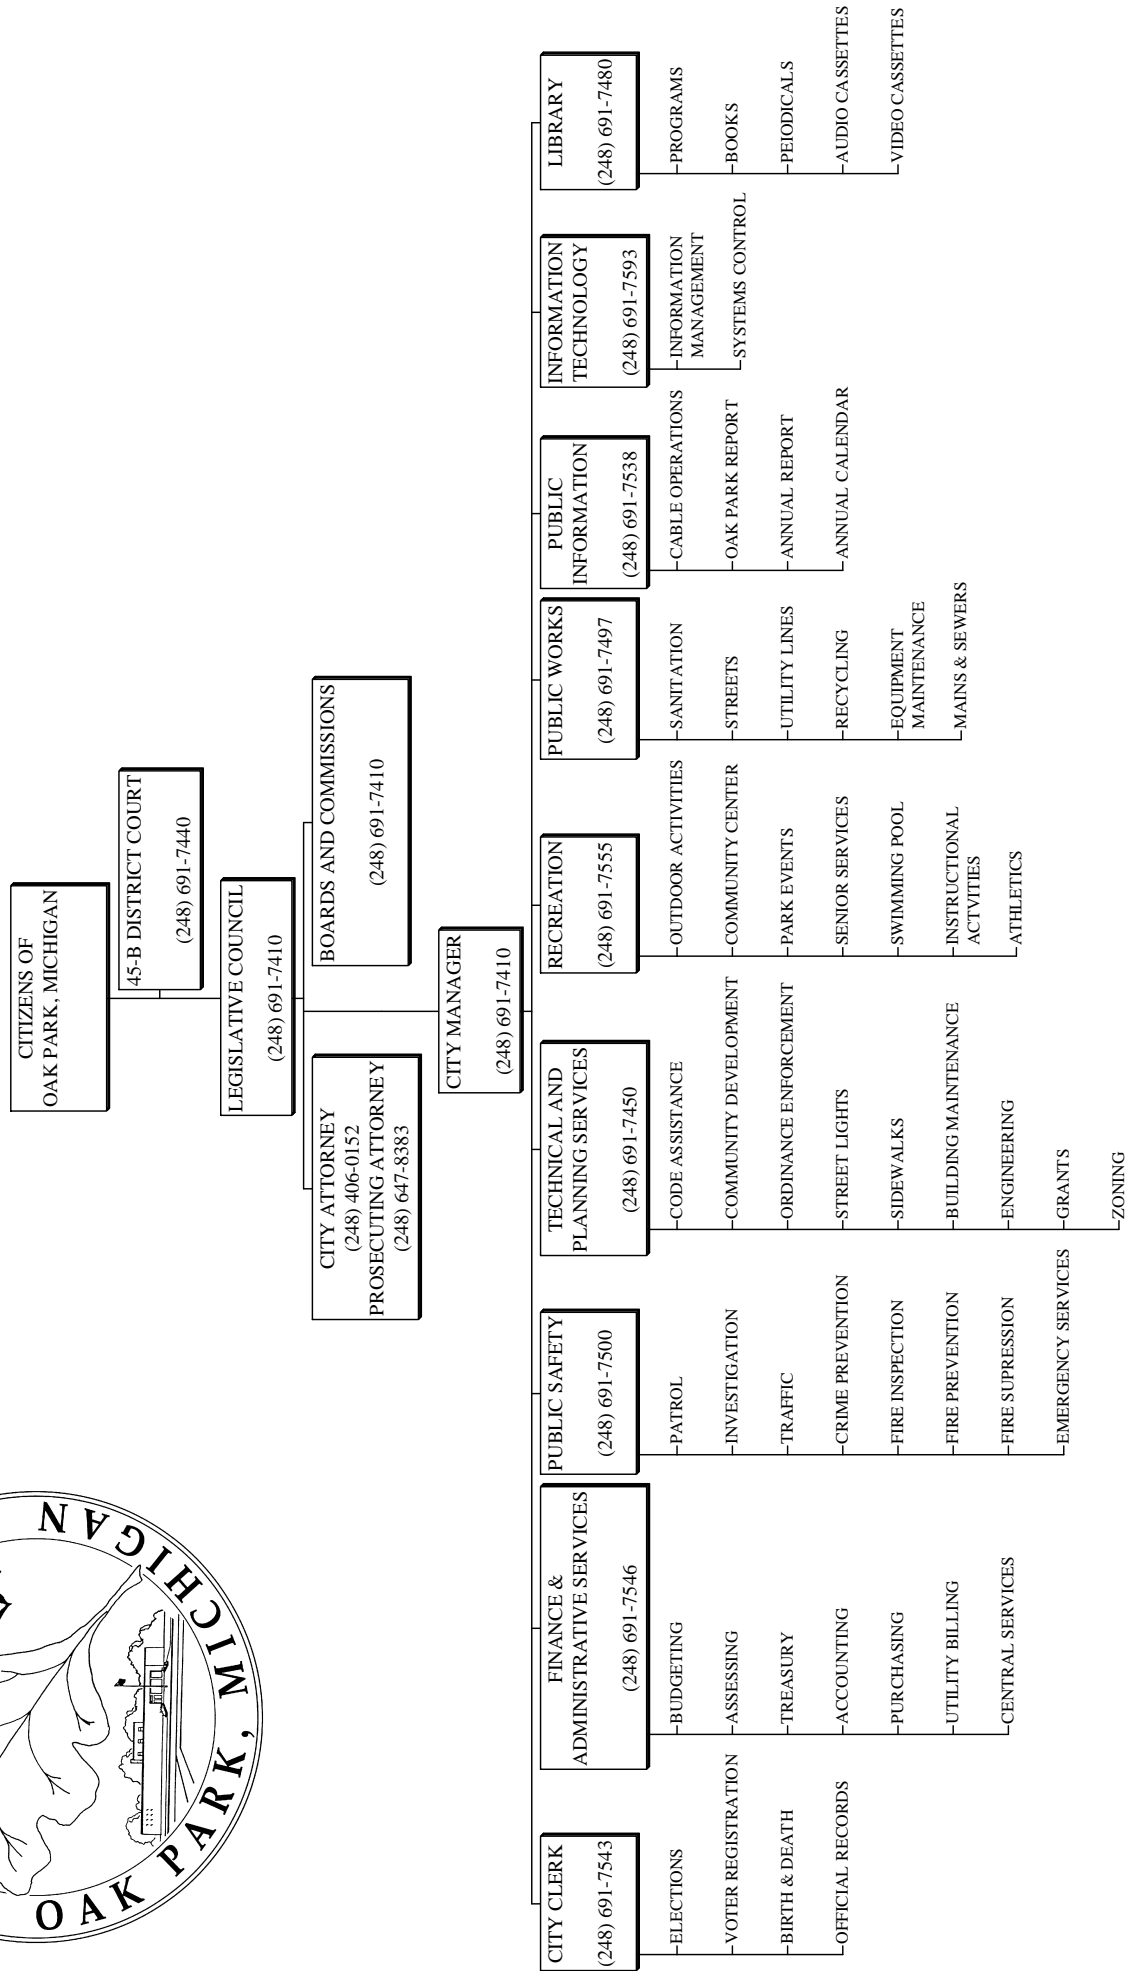 OAK PARK, MICHIGAN
CITIZENS OF
OAK PARK, MICHIGAN
45-B DISTRICT COURT
(248) 691-7440
LEGISLATIVE COUNCIL
(248) 691-7410
CITY ATTORNEY
(248) 406-0152
PROSECUTING ATTORNEY
(248) 647-8383
BOARDS AND COMMISSIONS
(248) 691-7410
CITY MANAGER
(248) 691-7410
CITY CLERK
(248) 691-7543
ELECTIONS
VOTER REGISTRATION
BIRTH & DEATH
OFFICIAL RECORDS
FINANCE &
ADMINISTRATIVE SERVICES
(248) 691-7546
BUDGETING
ASSESSING
TREASURY
ACCOUNTING
PURCHASING
UTILITY BILLING
CENTRAL SERVICES
PUBLIC SAFETY
(248) 691-7500
PATROL
INVESTIGATION
TRAFFIC
CRIME PREVENTION
FIRE INSPECTION
FIRE PREVENTION
FIRE SUPRESSION
EMERGENCY SERVICES
TECHNICAL AND
PLANNING SERVICES
(248) 691-7450
CODE ASSISTANCE
COMMUNITY DEVELOPMENT
ORDINANCE ENFORCEMENT
STREET LIGHTS
SIDEWALKS
BUILDING MAINTENANCE
ENGINEERING
GRANTS
ZONING
RECREATION
(248) 691-7555
OUTDOOR ACTIVITIES
COMMUNITY CENTER
PARK EVENTS
SENIOR SERVICES
SWIMMING POOL
INSTRUCTIONAL
ACTVITIES
ATHLETICS
PUBLIC WORKS
(248) 691-7497
SANITATION
STREETS
UTILITY LINES
RECYCLING
EQUIPMENT
MAINTENANCE
MAINS & SEWERS
PUBLIC
INFORMATION
(248) 691-7538
CABLE OPERATIONS
OAK PARK REPORT
ANNUAL REPORT
ANNUAL CALENDAR
INFORMATION
TECHNOLOGY
(248) 691-7593
INFORMATION
MANAGEMENT
SYSTEMS CONTROL
LIBRARY
(248) 691-7480
PROGRAMS
BOOKS
PEIODICALS
AUDIO CASSETTES
VIDEO CASSETTES